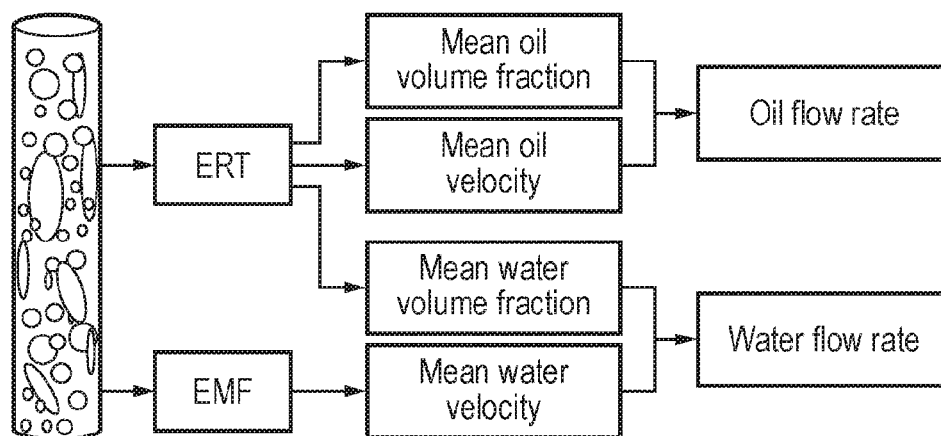 ERT
EMF
Mean oil
volume fraction
Mean oil
velocity
Mean water
volume fraction
Mean water
velocity
Oil flow rate
Water flow rate